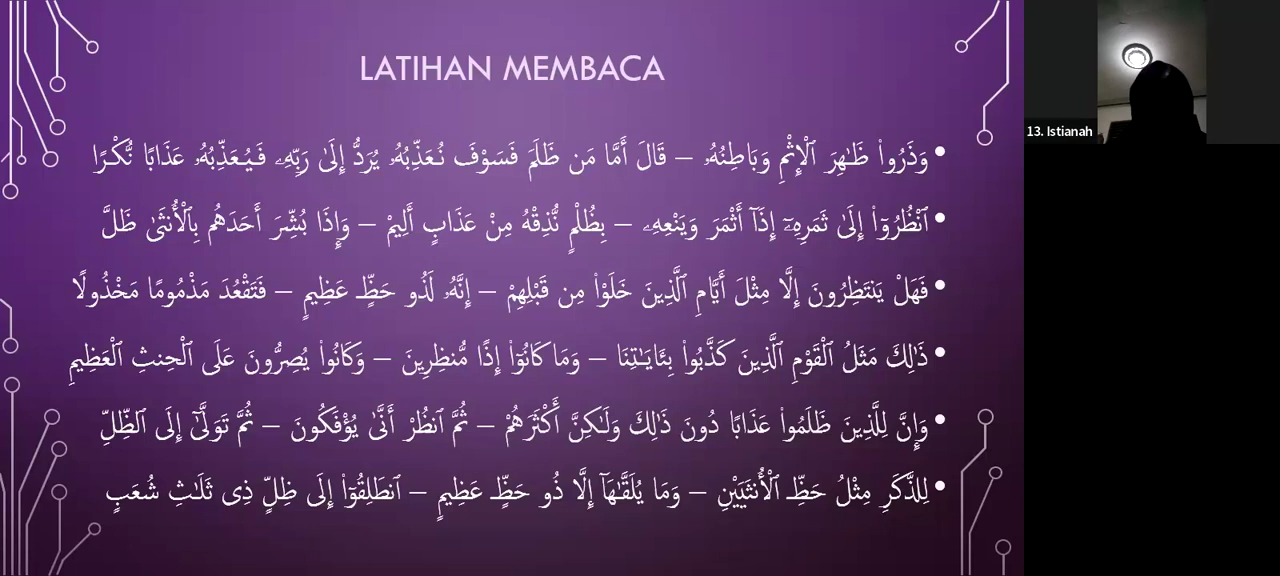 LATIHAN MEMBACA
13. Istianah
• وَذَرُوا۟ ظَـٰهِرَ ٱلْإِثْمِ وَبَاطِنَهُۥ – قَالَ أَمَّا مَن ظَلَمَ فَسَوْفَ نُعَذِّبُهُۥ يُرَدُّ إِلَىٰ رَبِّهِۦ فَيُعَذِّبُهُۥ عَذَابًا نُّكْرًا
• ٱنْظُرُوٓا۟ إِلَىٰ ثَمَرِهِۦٓ إِذَآ أَثْمَرَ وَيَنْعِهِۦ – بِظُلْمٍ نُّذِقْهُ مِنْ عَذَابٍ أَلِيمْ – وَإِذَا بُشِّرَ أَحَدَهُم بِٱلْأُنثَىٰ ظَلَّ
• فَهَلْ يَنتَظِرُونَ إِلَّا مِثْلَ أَيَّامِ ٱلَّذِينَ خَلَوْا۟ مِن قَبْلِهِمْ – إِنَّهُۥ لَذُو حَظٍّ عَظِيمٍ – فَتَقْعُدَ مَذْمُومًا مَخْذُولًا
• ذَٰلِكَ مَثَلُ ٱلْقَوْمِ ٱلَّذِينَ كَذَّبُوا۟ بِـَٔايَـٰتِنَا – وَمَا كَانُوٓا۟ إِذًا مُّنظِرِينَ – وَكَانُوا۟ يُصِرُّونَ عَلَى ٱلْحِنثِ ٱلْعَظِيمِ
• وَإِنَّ لِلَّذِينَ ظَلَمُوا۟ عَذَابًا دُونَ ذَٰلِكَ وَلَـٰكِنَّ أَكْثَرَهُمْ – ثُمَّ ٱنظُرْ أَنَّىٰ يُؤْفَكُونَ – ثُمَّ تَوَلَّىٰٓ إِلَى ٱلظِّلِّ
• لِلذَّكَرِ مِثْلُ حَظِّ ٱلْأُنثَيَيْنِ – وَمَا يُلَقَّـٰهَآ إِلَّا ذُو حَظٍّ عَظِيمٍ – ٱنطَلِقُوٓا۟ إِلَى ظِلٍّ ذِى ثَلَـٰثِ شُعَبٍ